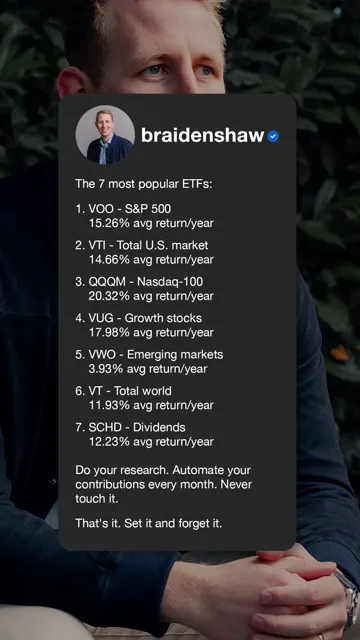 braidenshaw
The 7 most popular ETFs:
1. VOO - S&P 500
15.26% avg return/year
2. VTI - Total U.S. market
14.66% avg return/year
3. QQQM - Nasdaq-100
20.32% avg return/year
4. VUG - Growth stocks
17.98% avg return/year
5. VWO - Emerging markets
3.93% avg return/year
6. VT - Total world
11.93% avg return/year
7. SCHD - Dividends
12.23% avg return/year
Do your research. Automate your
contributions every month. Never
touch it.
That's it. Set it and forget it.